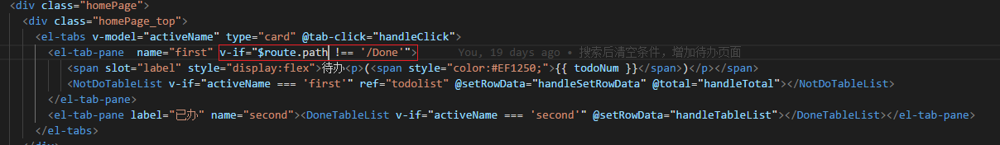 <div class="homePage">
<div class="homePage_top">
<el-tabs v-model="activeName" type="card" @tab-click="handleClick">
<el-tab-pane  name="first" v-if="$route.path !== '/Done'">    You, 19 days ago • 搜索后清空条件，增加待办页面
<span slot="label" style="display:flex">待办<p>(<span style="color:#EF1250;">{{ todoNum }}</span>)</p></span>
<NotDoTableList v-if="activeName === 'first'" ref="todolist" @setRowData="handleSetRowData" @total="handleTotal"></NotDoTableList>
</el-tab-pane>
<el-tab-pane label="已办" name="second"><DoneTableList v-if="activeName === 'second'" @setRowData="handleTableList"></DoneTableList></el-tab-pane>
</el-tabs>
</div>